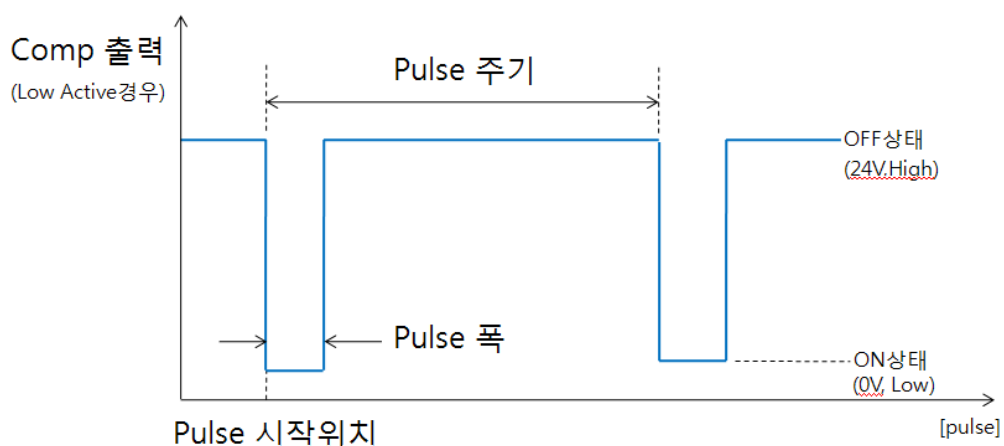 Comp 출력
(Low Active경우)
Pulse 주기
OFF상태
(24V.High)
Pulse 폭
ON상태
(0V, Low)
Pulse 시작위치
[pulse]